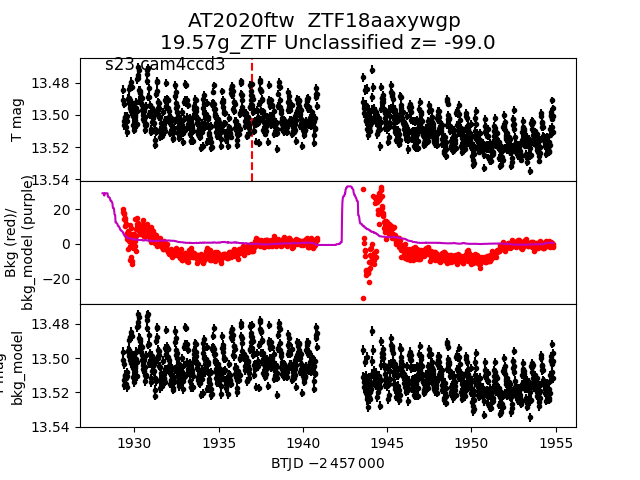 AT2020ftw ZTF18aaxywgp
19.57g_ZTF Unclassified z= -99.0
s23 cam4ccd3
T mag
13.48
13.50
13.52
13.54
Bkg (red)/
bkg_model (purple)
20
0
−20
mag
bkg_model
13.48
13.50
13.52
13.54
1930
1935
1940
1945
1950
1955
BTJD −2 457 000